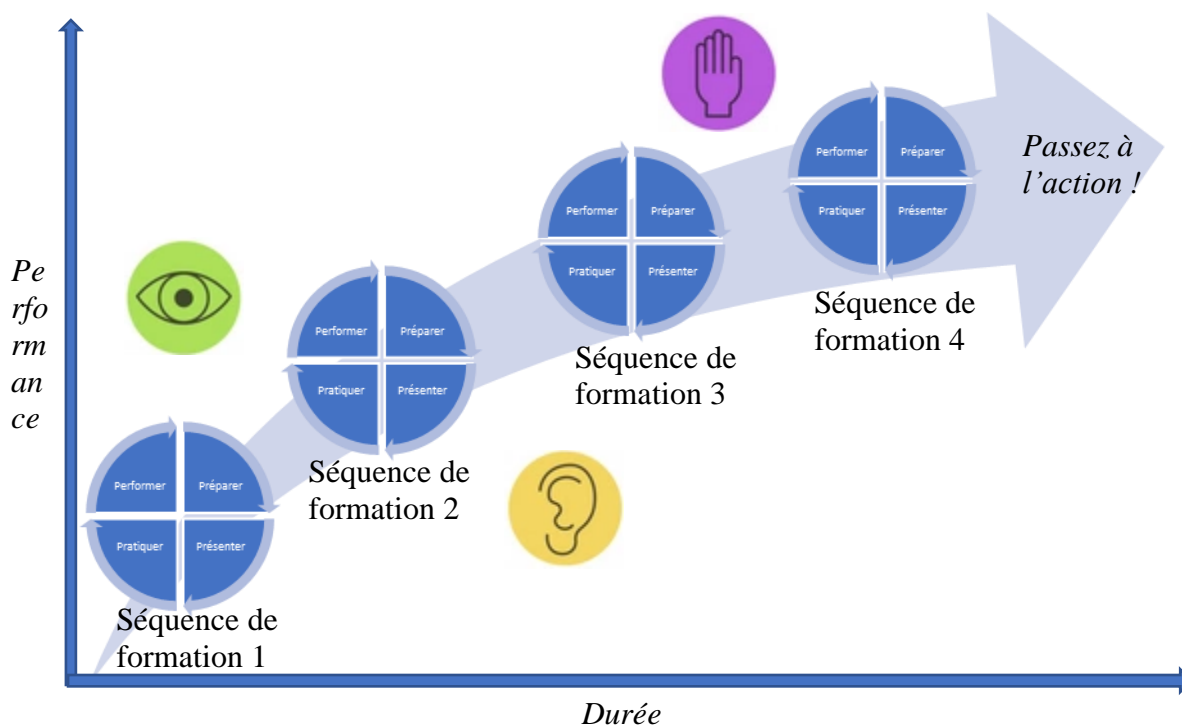 Pe
rfo
rm
an
ce
Performer
Préparer
Pratiquer
Présenter
Séquence de
formation 1
Performer
Préparer
Pratiquer
Présenter
Séquence de
formation 2
Performer
Préparer
Pratiquer
Présenter
Séquence de
formation 3
Performer
Préparer
Pratiquer
Présenter
Séquence de
formation 4
Passez à
l’action !
Durée